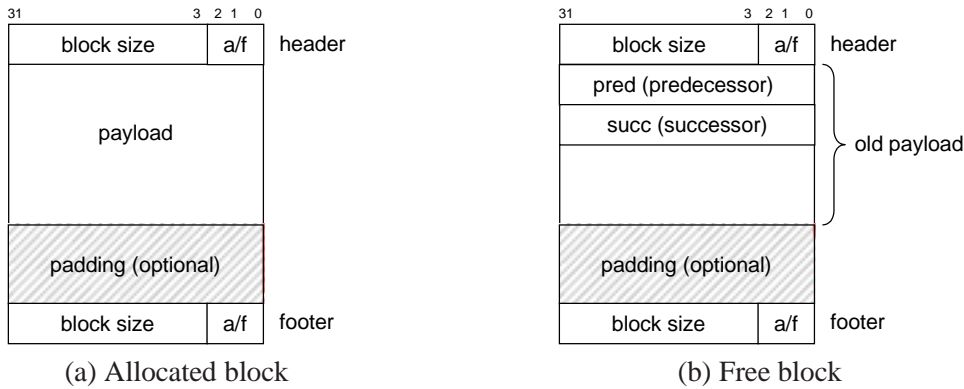 31 3 2 1 0
block size a/f header
payload
padding (optional)
block size a/f footer
(a) Allocated block
31 3 2 1 0
block size a/f header
pred (predecessor)
succ (successor)
old payload
padding (optional)
block size a/f footer
(b) Free block